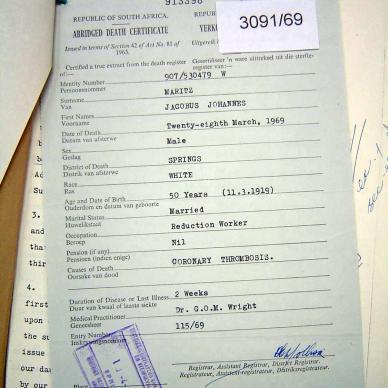 913398
3091/69
REPUBLIC OF SOUTH AFRICA.
ABRIDGED DEATH CERTIFICATE
Issued in terms of Section 42 of Act No. 81 of
1963.
Certified a true extract from the death register
of:—
Gesertifiseer 'n ware uittreksel uit die sterfte-
register van:—
Identity Number 907/530479 W
Persoonsnommer
Surname MARITZ
Van
First Names JACOBUS JOHANNES
Voorname
Date of Death Twenty-eighth March, 1969
Datum van afsterwe
Sex Male
Geslag
District of Death SPRINGS
Distrik van afsterwe
Race WHITE
Ras
Age and Date of Birth 50 Years (11.3.1919)
Ouderdom en datum van geboorte
Marital Status Married
Huwelikstaat
Occupation Reduction Worker
Beroep
Pension (if any) Nil
Pensioen (indien enige)
Causes of Death CORONARY THROMBOSIS.
Oorsake van dood
Duration of Disease or Last Illness 2 Weeks
Duur van kwaal of laaste siekte
Medical Practitioner Dr. G.O.M. Wright
Geneesheer
Entry Number 115/69
Inskrywingsnommer
Registrar, Assistant Registrar, District Registrar.
Registrateur, Assistent-registrateur, Distriksregistrateur.
3.
and
that
thir
4.
first
upon
the su
issue
our da
by our